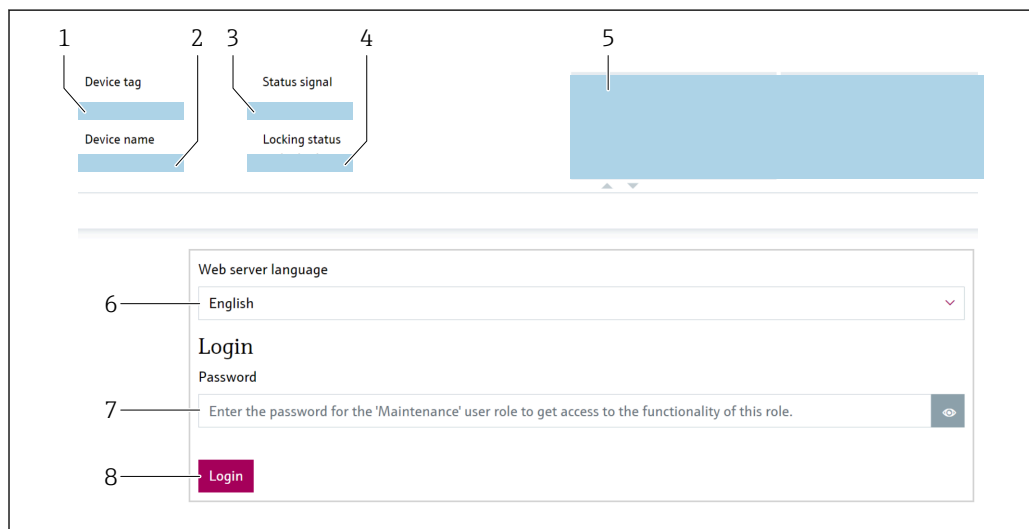 1 2 3 4 5
Device tag Status signal
Device name Locking status
Web server language
6 English
Login
Password
7 Enter the password for the 'Maintenance' user role to get access to the functionality of this role.
8 Login